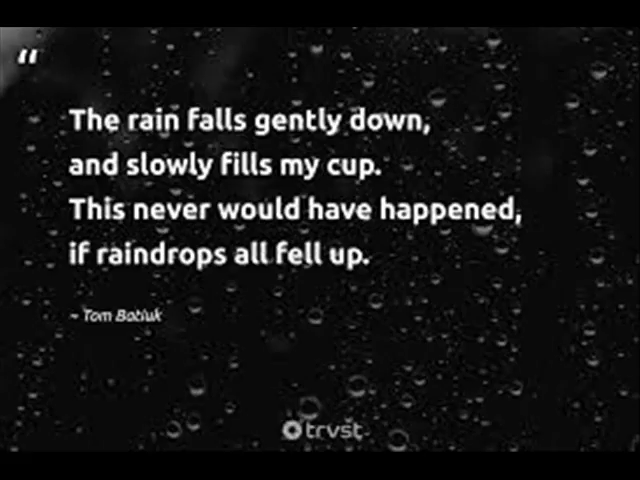 “
The rain falls gently down,
and slowly fills my cup.
This never would have happened,
if raindrops all fell up.
~ Tom Batiuk
trvst